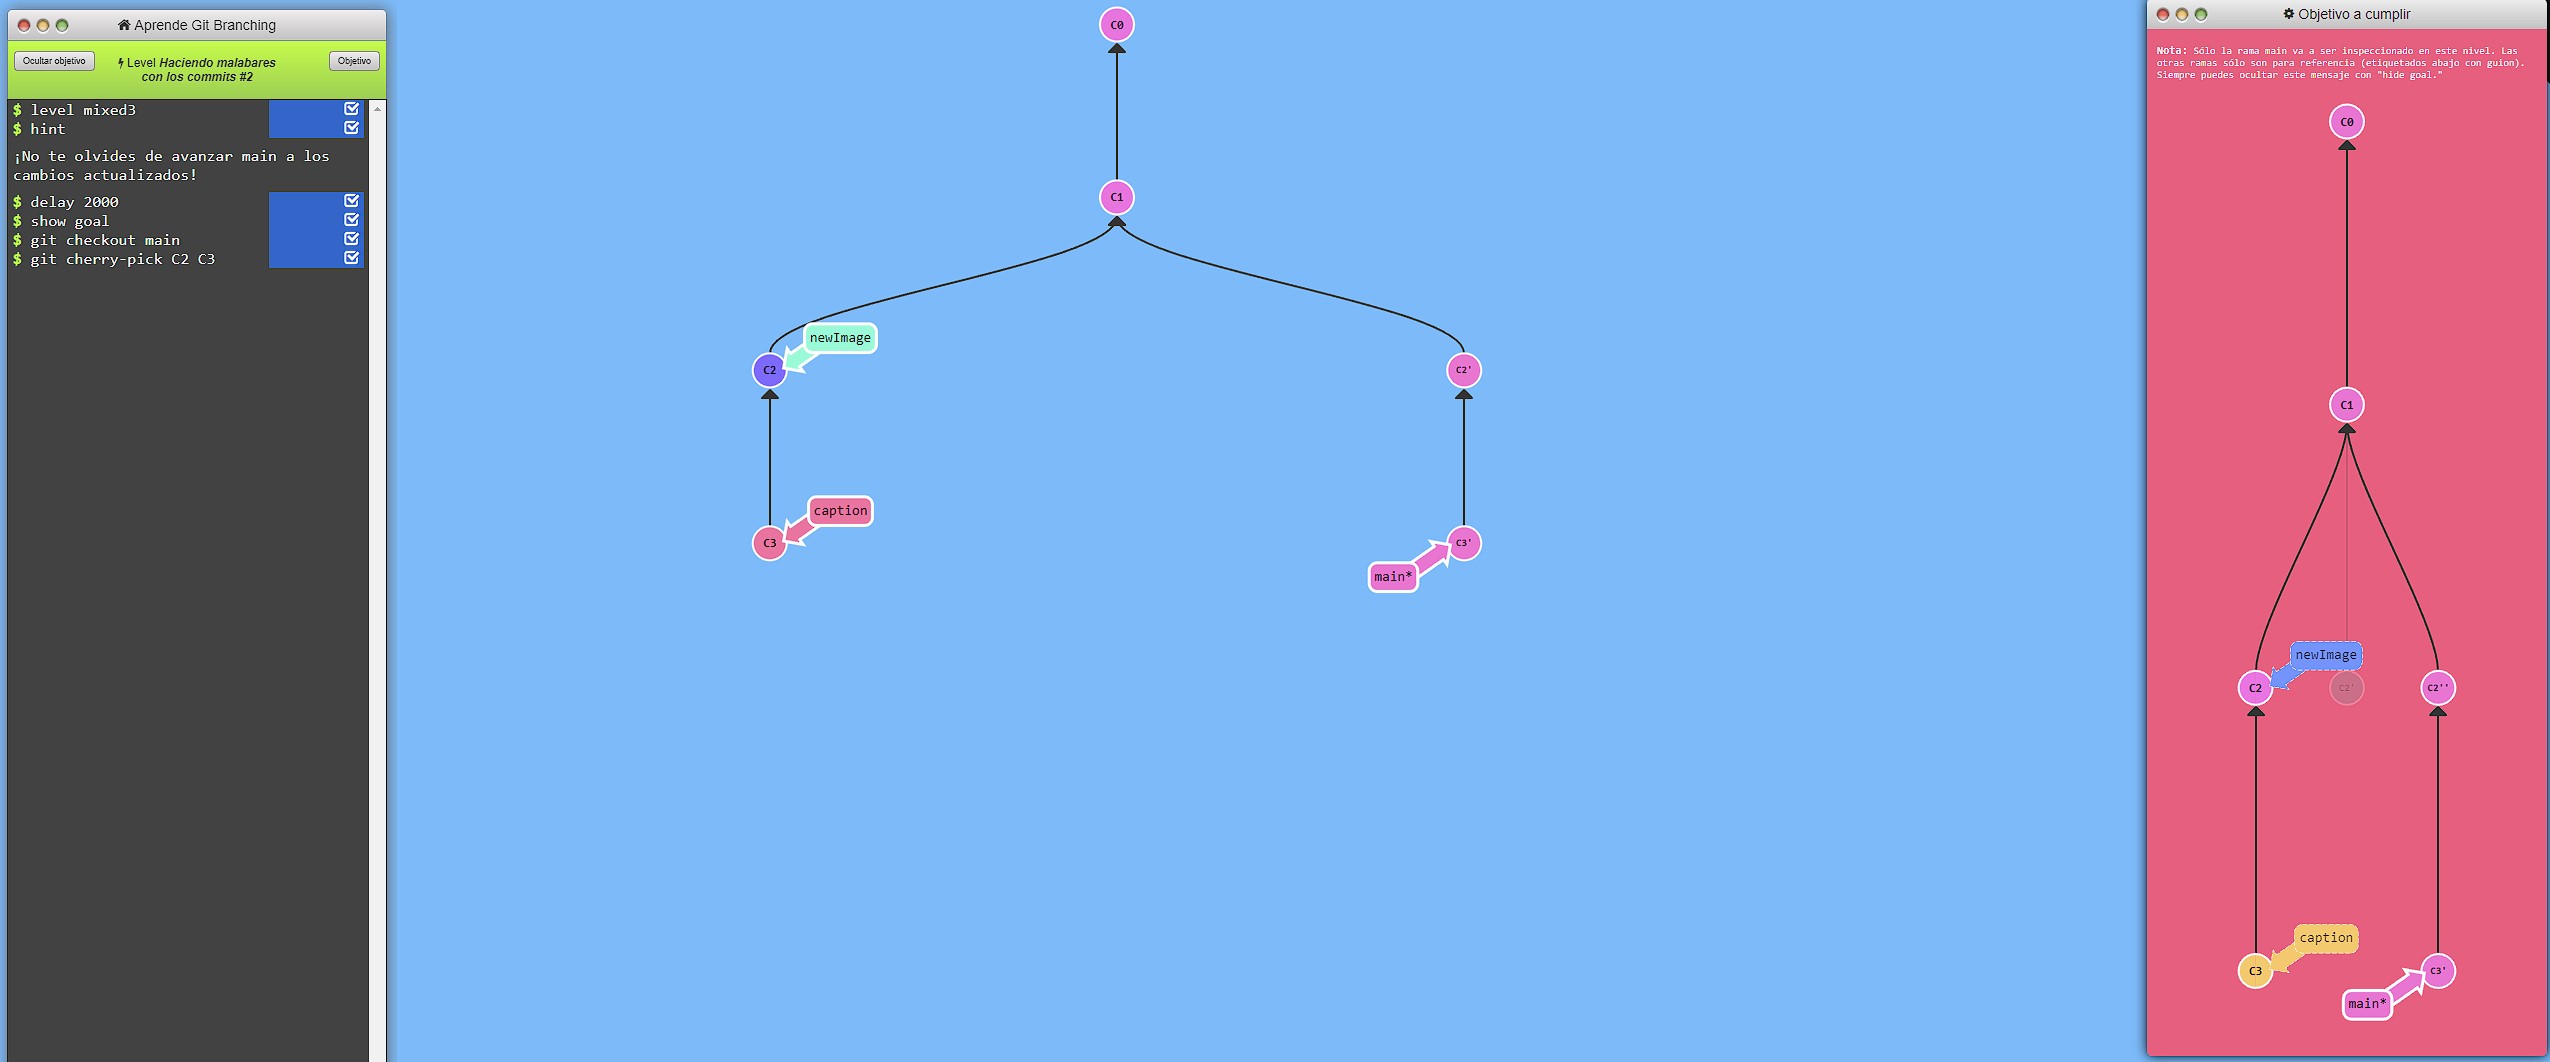 Aprende Git Branching
Ocultar objetivo
Level Haciendo malabares
con los commits #2
Objetivo
$ level mixed3
$ hint
¡No te olvides de avanzar main a los
cambios actualizados!
$ delay 2000
$ show goal
$ git checkout main
$ git cherry-pick C2 C3
C0
C1
newImage
C2
C2'
caption
C3
C3'
main*
Objetivo a cumplir
Nota: Sólo la rama main va a ser inspeccionado en este nivel. Las
otras ramas sólo son para referencia (etiquetados abajo con guion).
Siempre puedes ocultar este mensaje con "hide goal."
C0
C1
newImage
C2
C2'
C2''
caption
C3
C3'
main*